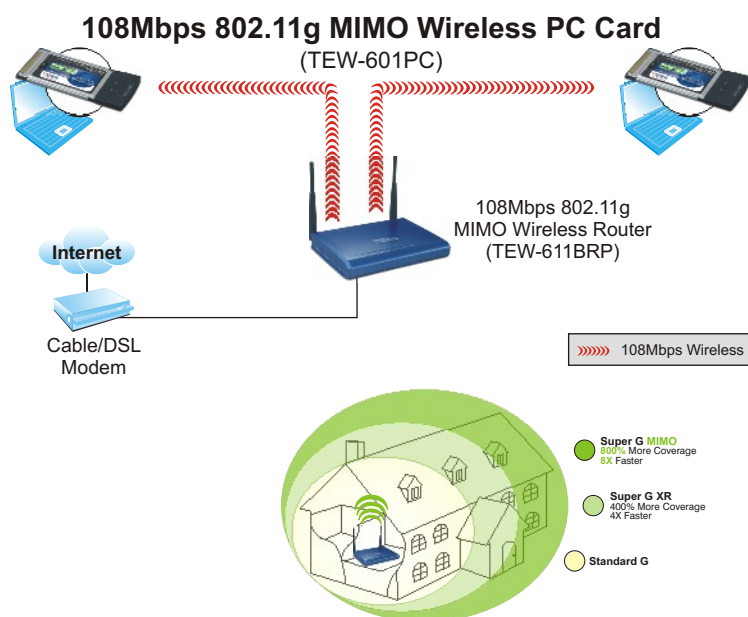 108Mbps 802.11g MIMO Wireless PC Card
(TEW-601PC)
108Mbps 802.11g
MIMO Wireless Router
(TEW-611BRP)
Internet
Cable/DSL
Modem
108Mbps Wireless
Super G MIMO
800% More Coverage
8X Faster
Super G XR
400% More Coverage
4X Faster
Standard G